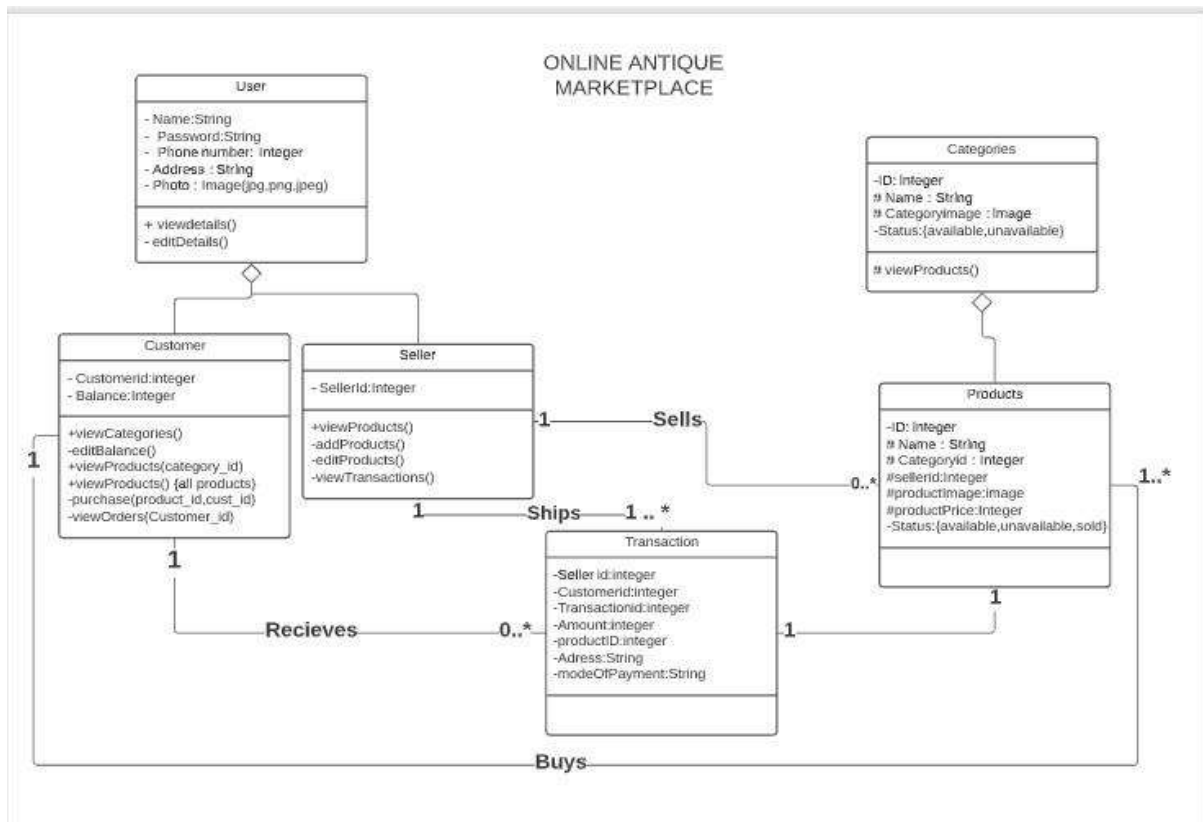 ONLINE ANTIQUE
MARKETPLACE
User
- Name:String
- Password:String
- Phone number: Integer
- Address : String
- Photo : Image(jpg,png,jpeg)
+ viewdetails()
- editDetails()
Categories
-ID: Integer
# Name : String
# CategoryImage : Image
-Status:{available,unavailable}
# viewProducts()
Customer
- Customerid:integer
- Balance:Integer
+viewCategories()
-editBalance()
+viewProducts(category_id)
+viewProducts() {all products}
-purchase(product_id,cust_id)
-viewOrders(Customer_id)
Seller
- SellerId:Integer
+viewProducts()
-addProducts()
-editProducts()
-viewTransactions()
Products
-ID: Integer
# Name : String
# Categoryid : Integer
#sellerid:Integer
#productImage:Image
#productPrice:Integer
-Status:{available,unavailable,sold}
1
Sells
0..*
1
1..*
1
Ships
1 .. *
Transaction
-Seller id:integer
-Customerid:integer
-Transactionid:integer
-Amount:integer
-productID:integer
-Adress:String
-modeOfPayment:String
1
Recieves
0..*
1
1
Buys